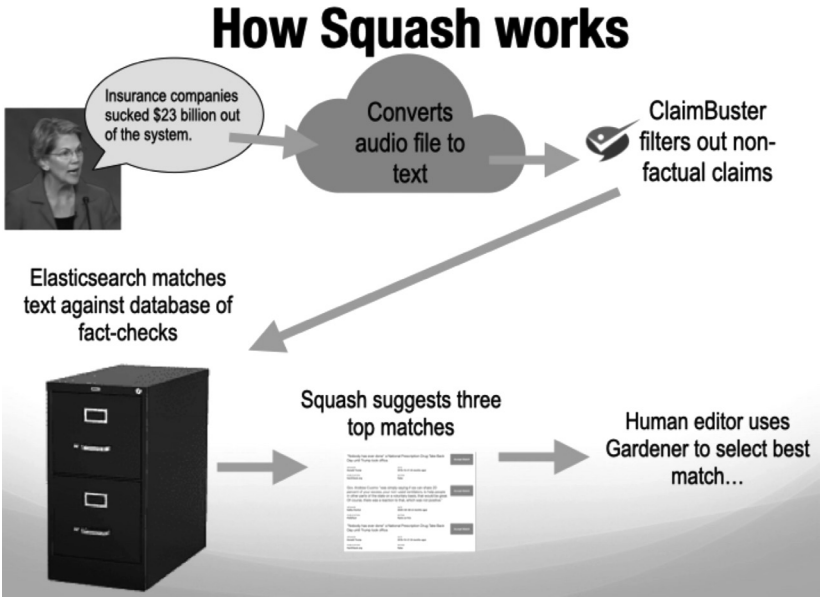 How Squash works
Insurance companies
sucked $23 billion out
of the system.
Converts
audio file to
text
ClaimBuster
filters out non-
factual claims
Elasticsearch matches
text against database of
fact-checks
Squash suggests three
top matches
Human editor uses
Gardener to select best
match…